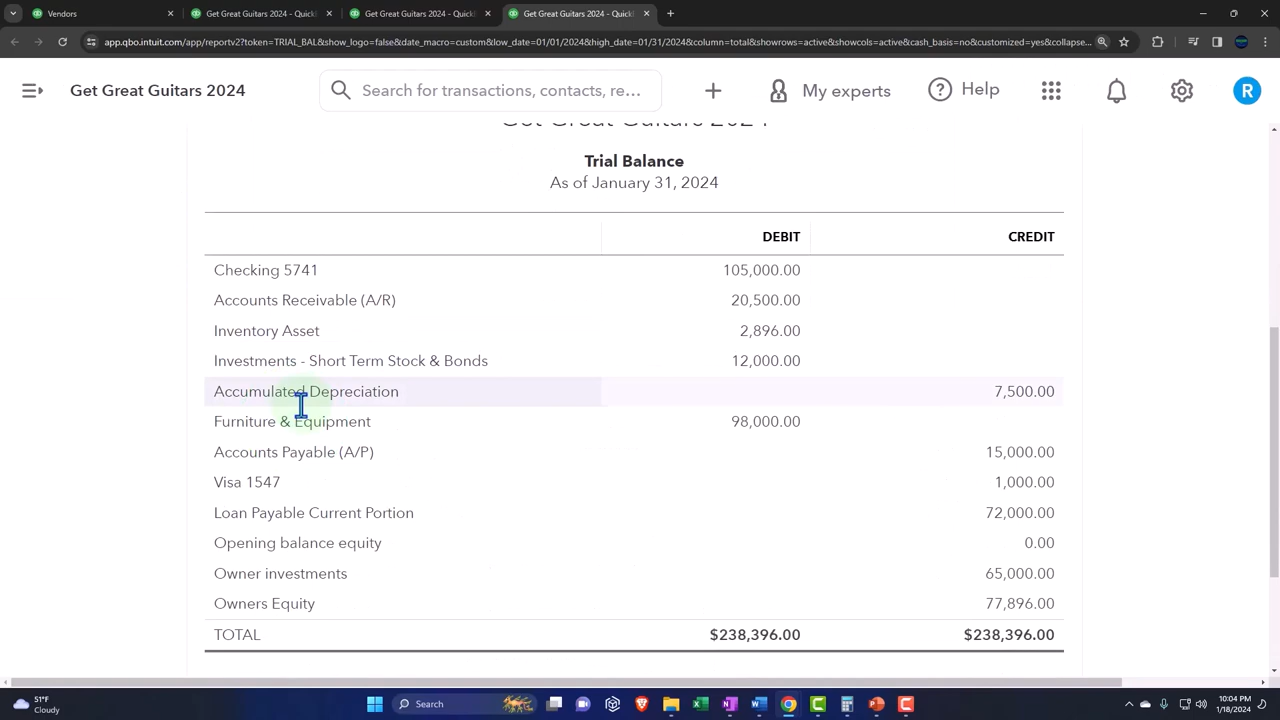 Vendors
Get Great Guitars 2024 - Quickl
Get Great Guitars 2024 - Quickl
Get Great Guitars 2024 - Quickl
app.qbo.intuit.com/app/reportv2?token=TRIAL_BAL&show_logo=false&date_macro=custom&low_date=01/01/2024&high_date=01/31/2024&column=total&showrows=active&showcols=active&cash_basis=no&customized=yes&collapse...
Get Great Guitars 2024
Search for transactions, contacts, re...
My experts
Help
R
Get Great Guitars 2024
Trial Balance
As of January 31, 2024
DEBIT CREDIT
Checking 5741 105,000.00
Accounts Receivable (A/R) 20,500.00
Inventory Asset 2,896.00
Investments - Short Term Stock & Bonds 12,000.00
Accumulated Depreciation 7,500.00
Furniture & Equipment 98,000.00
Accounts Payable (A/P) 15,000.00
Visa 1547 1,000.00
Loan Payable Current Portion 72,000.00
Opening balance equity 0.00
Owner investments 65,000.00
Owners Equity 77,896.00
TOTAL $238,396.00 $238,396.00
51°F
Cloudy
Search
10:04 PM
1/18/2024